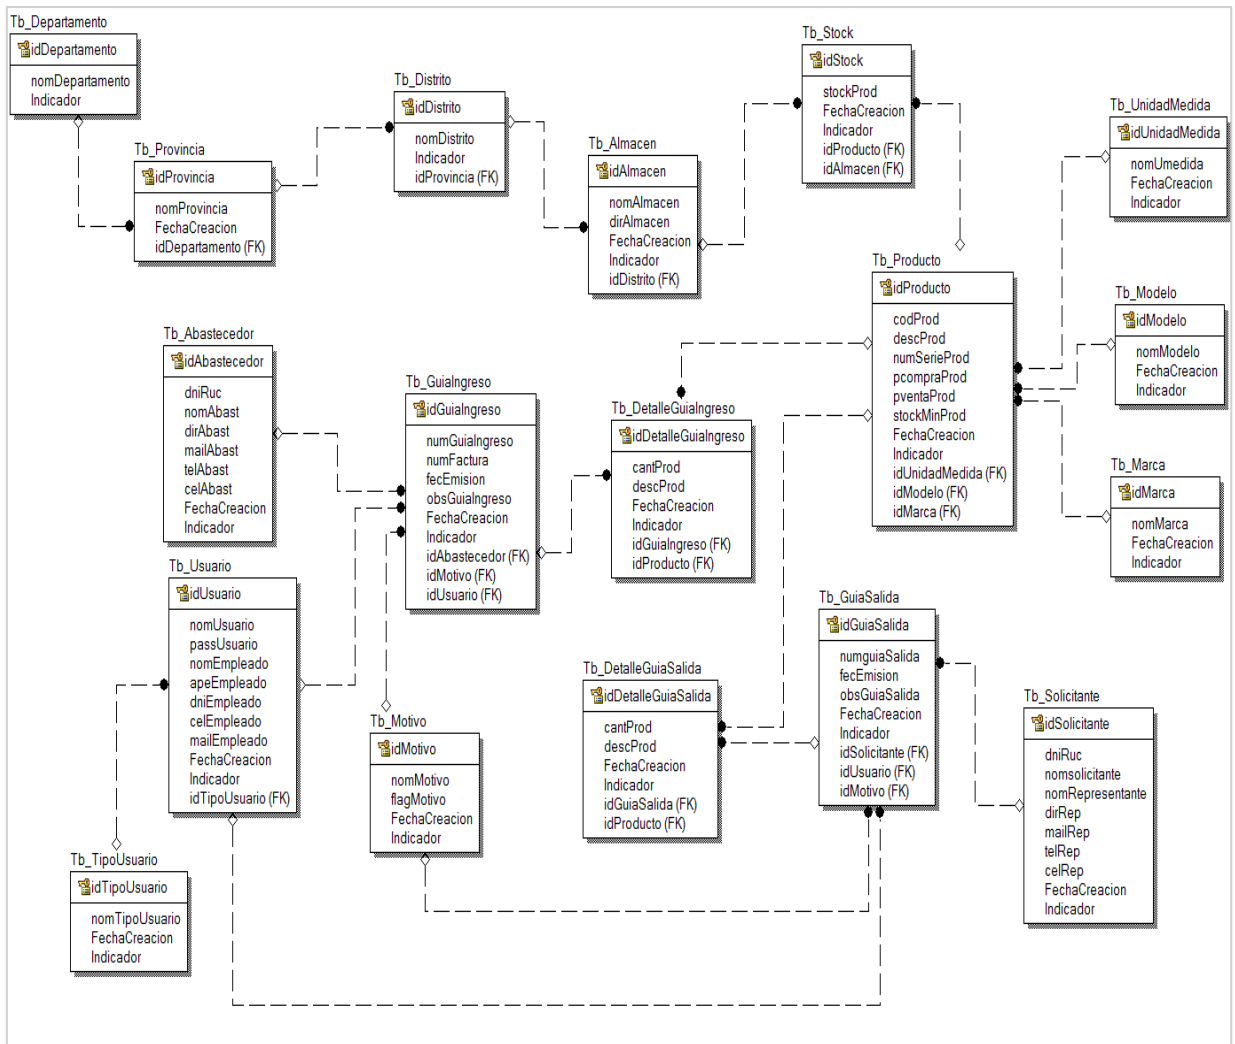 Tb_Departamento
idDepartamento
nomDepartamento
Indicador
Tb_Provincia
idProvincia
nomProvincia
FechaCreacion
idDepartamento (FK)
Tb_Distrito
idDistrito
nomDistrito
Indicador
idProvincia (FK)
Tb_Almacen
idAlmacen
nomAlmacen
dirAlmacen
FechaCreacion
Indicador
idDistrito (FK)
Tb_Stock
idStock
stockProd
FechaCreacion
Indicador
idProducto (FK)
idAlmacen (FK)
Tb_UnidadMedida
idUnidadMedida
nomUmedida
FechaCreacion
Indicador
Tb_Producto
idProducto
codProd
descProd
numSerieProd
pcompraProd
pventaProd
stockMinProd
FechaCreacion
Indicador
idUnidadMedida (FK)
idModelo (FK)
idMarca (FK)
Tb_Modelo
idModelo
nomModelo
FechaCreacion
Indicador
Tb_Marca
idMarca
nomMarca
FechaCreacion
Indicador
Tb_Abastecedor
idAbastecedor
dniRuc
nomAbast
dirAbast
mailAbast
telAbast
celAbast
FechaCreacion
Indicador
Tb_GuiaIngreso
idGuiaIngreso
numGuiaIngreso
numFactura
fecEmision
obsGuiaIngreso
FechaCreacion
Indicador
idAbastecedor (FK)
idMotivo (FK)
idUsuario (FK)
Tb_DetalleGuiaIngreso
idDetalleGuiaIngreso
cantProd
descProd
FechaCreacion
Indicador
idGuiaIngreso (FK)
idProducto (FK)
Tb_Usuario
idUsuario
nomUsuario
passUsuario
nomEmpleado
apeEmpleado
dniEmpleado
celEmpleado
mailEmpleado
FechaCreacion
Indicador
idTipoUsuario (FK)
Tb_Motivo
idMotivo
nomMotivo
flagMotivo
FechaCreacion
Indicador
Tb_DetalleGuiaSalida
idDetalleGuiaSalida
cantProd
descProd
FechaCreacion
Indicador
idGuiaSalida (FK)
idProducto (FK)
Tb_GuiaSalida
idGuiaSalida
numguiaSalida
fecEmision
obsGuiaSalida
FechaCreacion
Indicador
idSolicitante (FK)
idUsuario (FK)
idMotivo (FK)
Tb_Solicitante
idSolicitante
dniRuc
nomsolicitante
nomRepresentante
dirRep
mailRep
telRep
celRep
FechaCreacion
Indicador
Tb_TipoUsuario
idTipoUsuario
nomTipoUsuario
FechaCreacion
Indicador